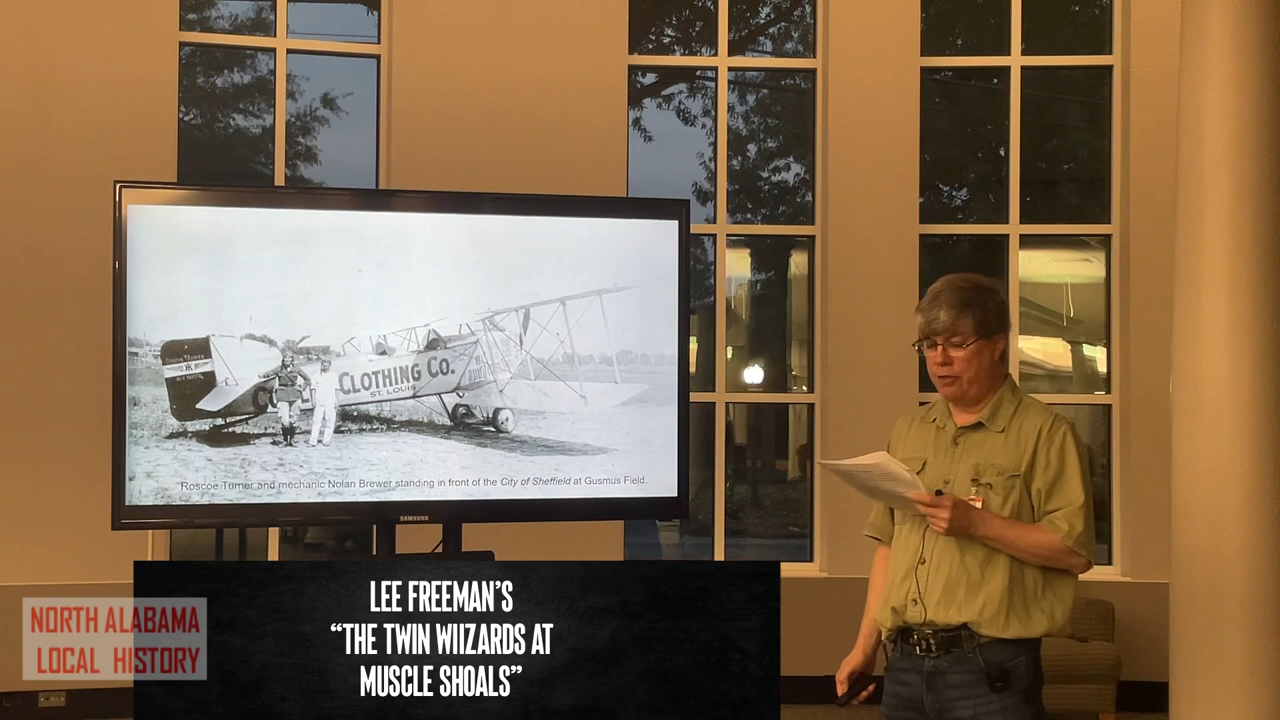 CLOTHING CO.
ST. LOUIS
Roscoe Turner and mechanic Nolan Brewer standing in front of the City of Sheffield at Gusmus Field.
SAMSUNG
LEE FREEMAN'S
“THE TWIN WIIZARDS AT
MUSCLE SHOALS”
NORTH ALABAMA
LOCAL HISTORY